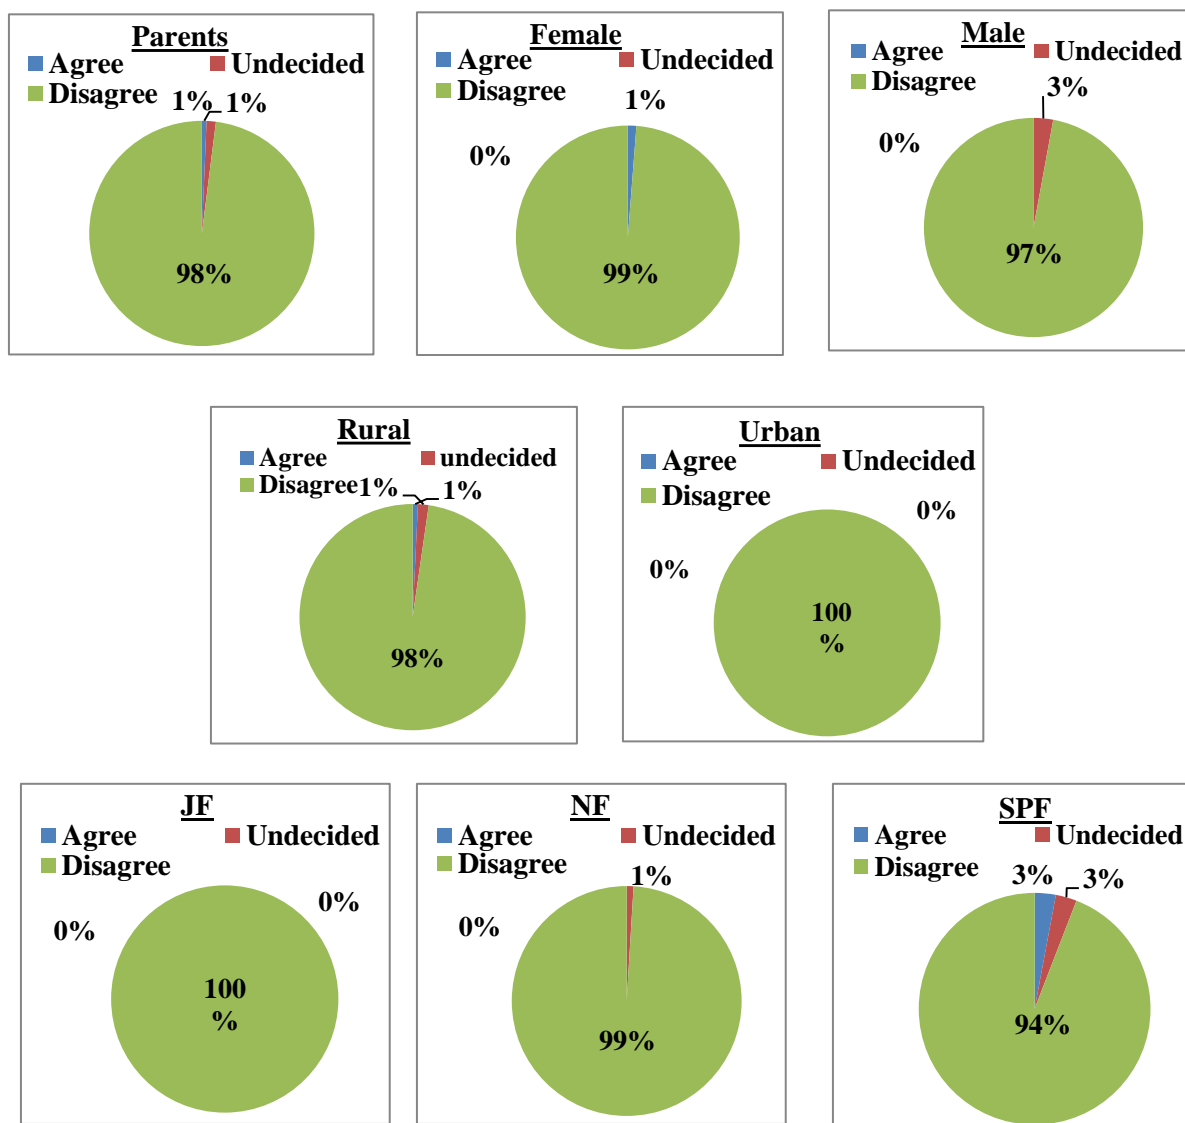 Parents
Agree Undecided
Disagree
1% 1%
98%
Female
Agree Undecided
Disagree
1%
0%
99%
Male
Agree Undecided
Disagree
3%
0%
97%
Rural
Agree undecided
Disagree
1% 1%
98%
Urban
Agree Undecided
Disagree
0%
0%
100
%
JF
Agree Undecided
Disagree
0%
0%
100
%
NF
Agree Undecided
Disagree
1%
0%
99%
SPF
Agree Undecided
Disagree
3% 3%
94%